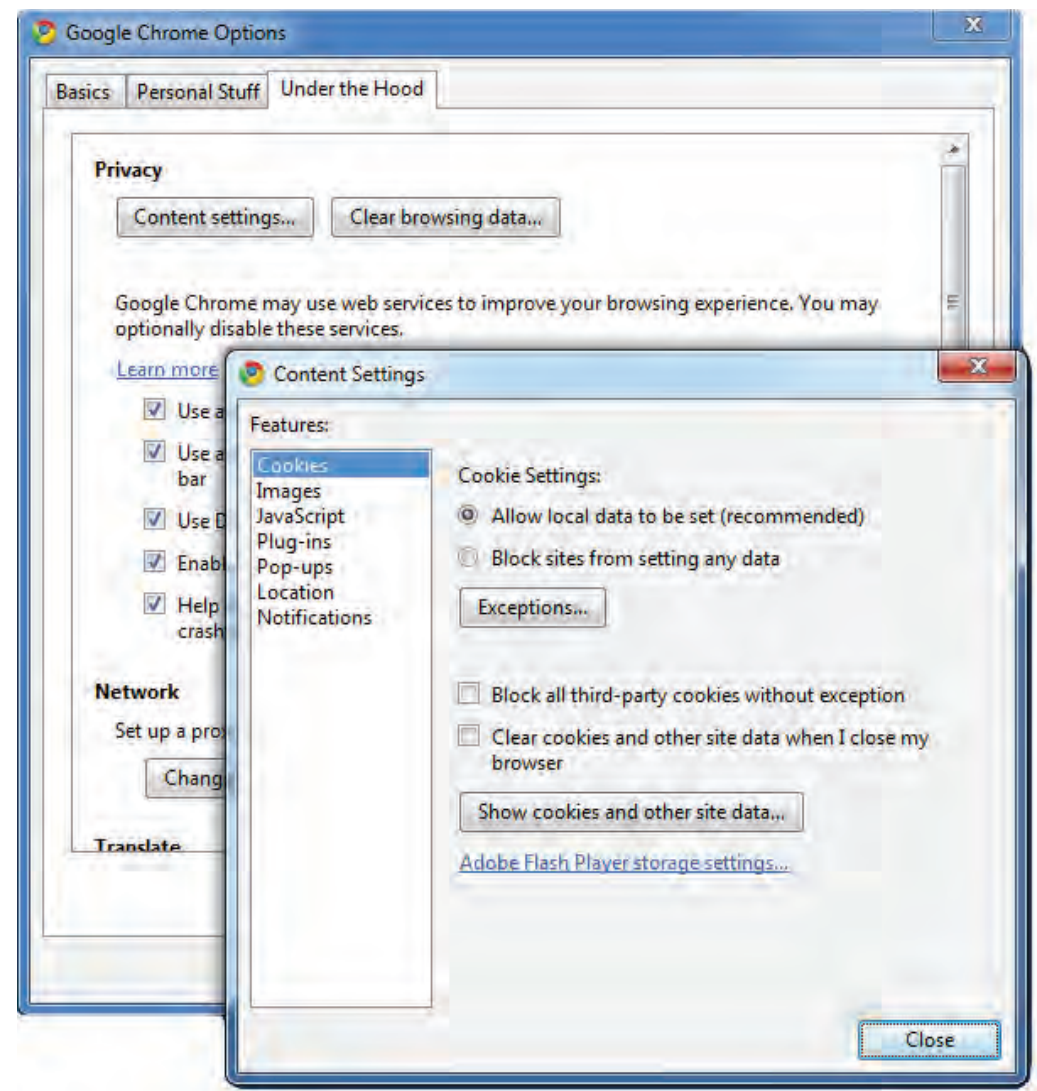 Google Chrome Options
Basics Personal Stuff Under the Hood
Privacy
Content settings... Clear browsing data...
Google Chrome may use web services to improve your browsing experience. You may
optionally disable these services.
Learn more
Use a
Use a
bar
Use D
Enabl
Help
crash
Network
Set up a pro
Chang
Translate
Content Settings
Features:
Cookies
Images
JavaScript
Plug-ins
Pop-ups
Location
Notifications
Cookie Settings:
Allow local data to be set (recommended)
Block sites from setting any data
Exceptions...
Block all third-party cookies without exception
Clear cookies and other site data when I close my
browser
Show cookies and other site data...
Adobe Flash Player storage settings...
Close